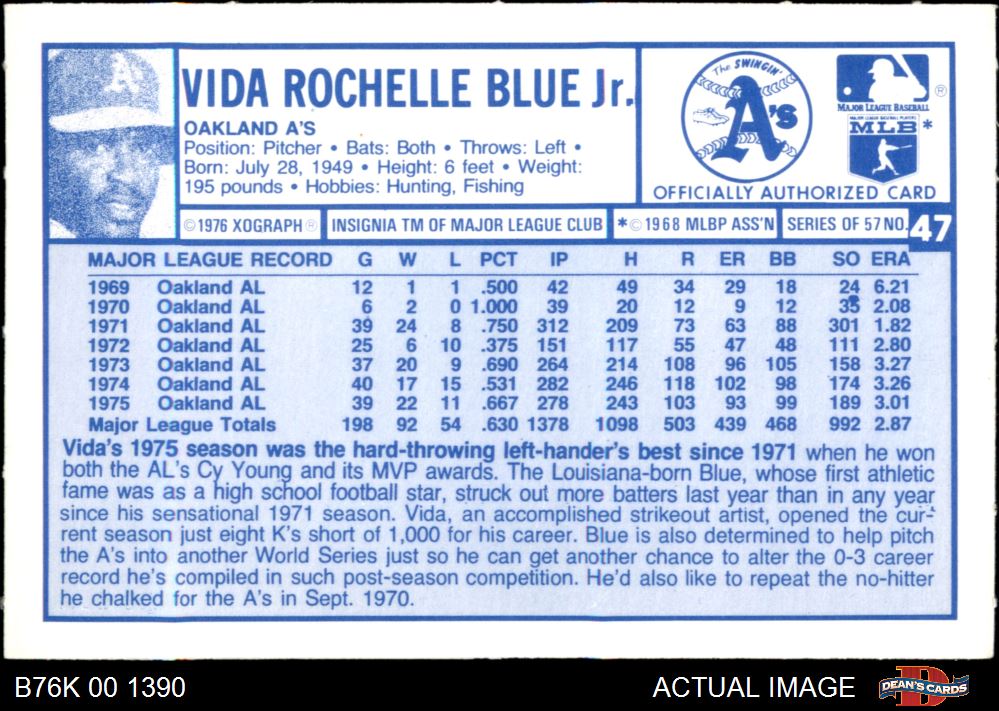 VIDA ROCHELLE BLUE Jr.
OAKLAND A'S
Position: Pitcher • Bats: Both • Throws: Left •
Born: July 28, 1949 • Height: 6 feet • Weight:
195 pounds • Hobbies: Hunting, Fishing
The SWINGIN'
A's
MAJOR LEAGUE BASEBALL ®
MAJOR LEAGUE BASEBALL PLAYERS
MLB *
OFFICIALLY AUTHORIZED CARD
©1976 XOGRAPH® INSIGNIA TM OF MAJOR LEAGUE CLUB *©1968 MLBP ASS'N SERIES OF 57 NO. 47
MAJOR LEAGUE RECORD G W L PCT IP H R ER BB SO ERA
1969 Oakland AL 12 1 1 .500 42 49 34 29 18 24 6.21
1970 Oakland AL 6 2 0 1.000 39 20 12 9 12 35 2.08
1971 Oakland AL 39 24 8 .750 312 209 73 63 88 301 1.82
1972 Oakland AL 25 6 10 .375 151 117 55 47 48 111 2.80
1973 Oakland AL 37 20 9 .690 264 214 108 96 105 158 3.27
1974 Oakland AL 40 17 15 .531 282 246 118 102 98 174 3.26
1975 Oakland AL 39 22 11 .667 278 243 103 93 99 189 3.01
Major League Totals 198 92 54 .630 1378 1098 503 439 468 992 2.87
Vida's 1975 season was the hard-throwing left-hander's best since 1971 when he won
both the AL's Cy Young and its MVP awards. The Louisiana-born Blue, whose first athletic
fame was as a high school football star, struck out more batters last year than in any year
since his sensational 1971 season. Vida, an accomplished strikeout artist, opened the cur-
rent season just eight K's short of 1,000 for his career. Blue is also determined to help pitch
the A's into another World Series just so he can get another chance to alter the 0-3 career
record he's compiled in such post-season competition. He'd also like to repeat the no-hitter
he chalked for the A's in Sept. 1970.
B76K 00 1390 ACTUAL IMAGE DEAN'S CARDS